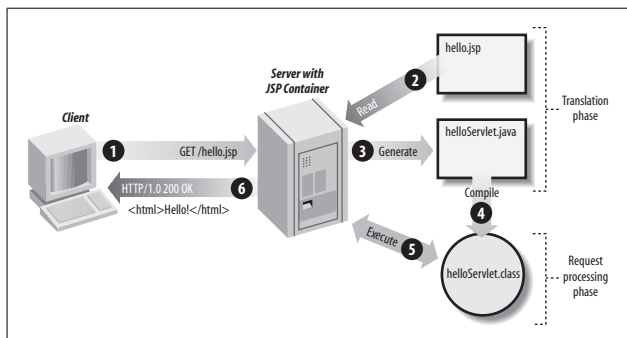 hello.jsp
Server with
JSP Container
2
Read
Translation
phase
Client
helloServlet.java
1
GET /hello.jsp
3
Generate
6
HTTP/1.0 200 OK
<html>Hello!</html>
Compile
4
Execute
5
helloServlet.class
Request
processing
phase